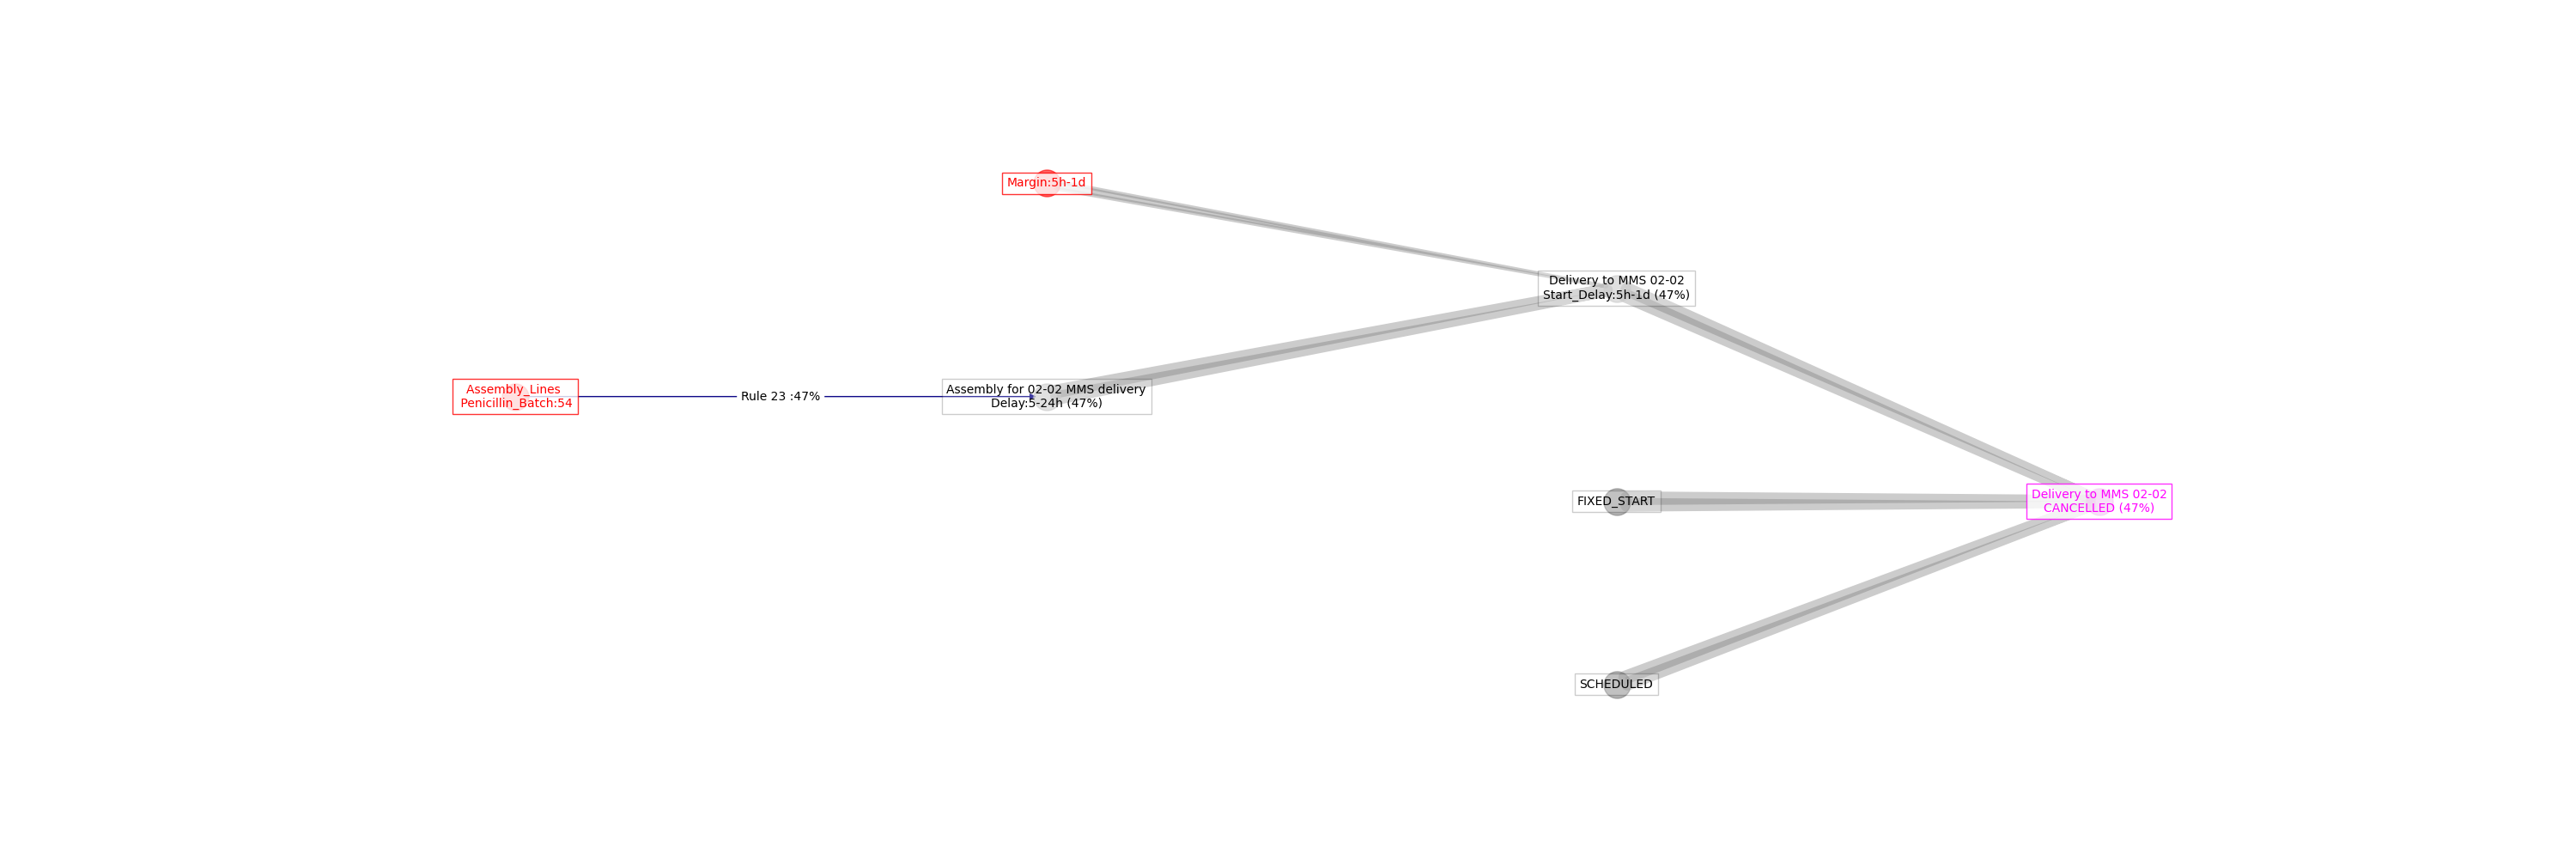 Margin:5h-1d
Delivery to MMS 02-02
Start_Delay:5h-1d (47%)
Assembly_Lines
Penicillin_Batch:54
Rule 23 :47%
Assembly for 02-02 MMS delivery
Delay:5-24h (47%)
FIXED_START
Delivery to MMS 02-02
CANCELLED (47%)
SCHEDULED